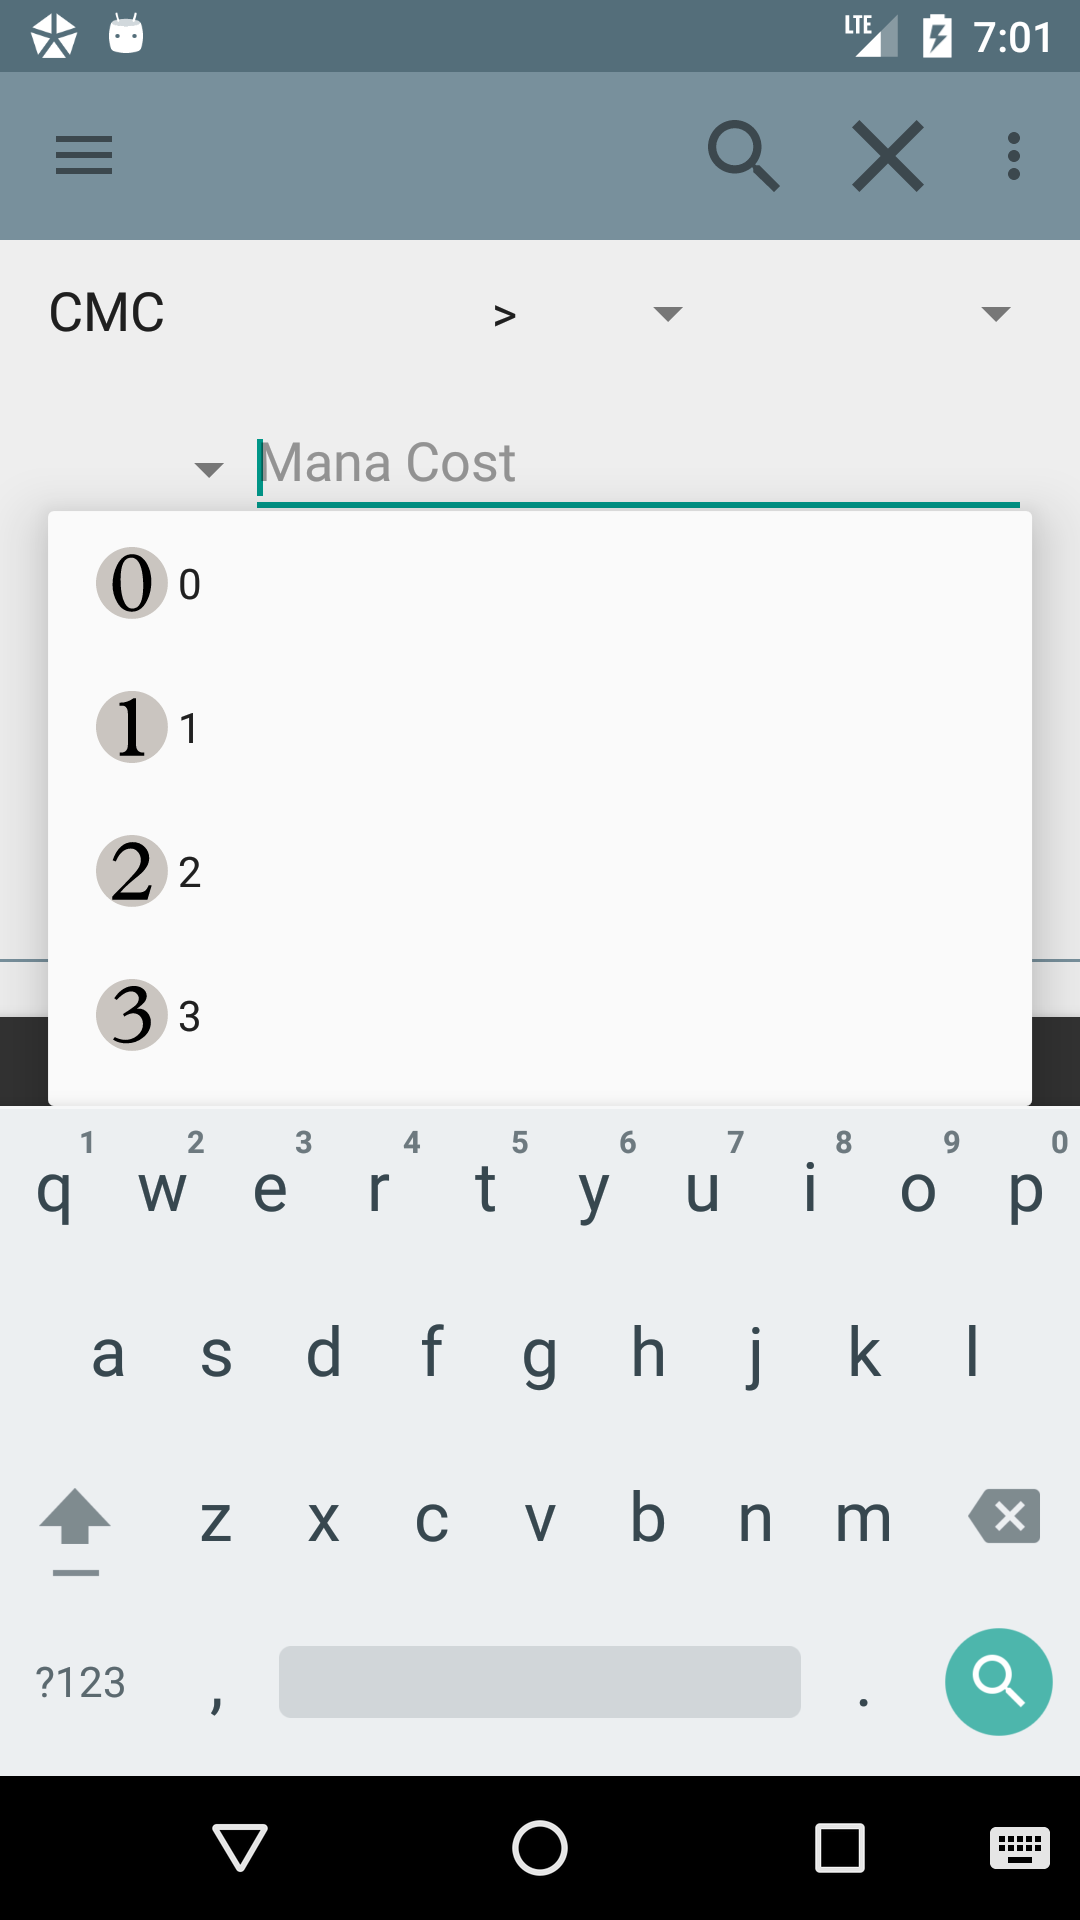 LTE 7:01
CMC >
Mana Cost
0 0
1 1
2 2
3 3
1 2 3 4 5 6 7 8 9 0
q w e r t y u i o p
a s d f g h j k l
z x c v b n m
?123 , .